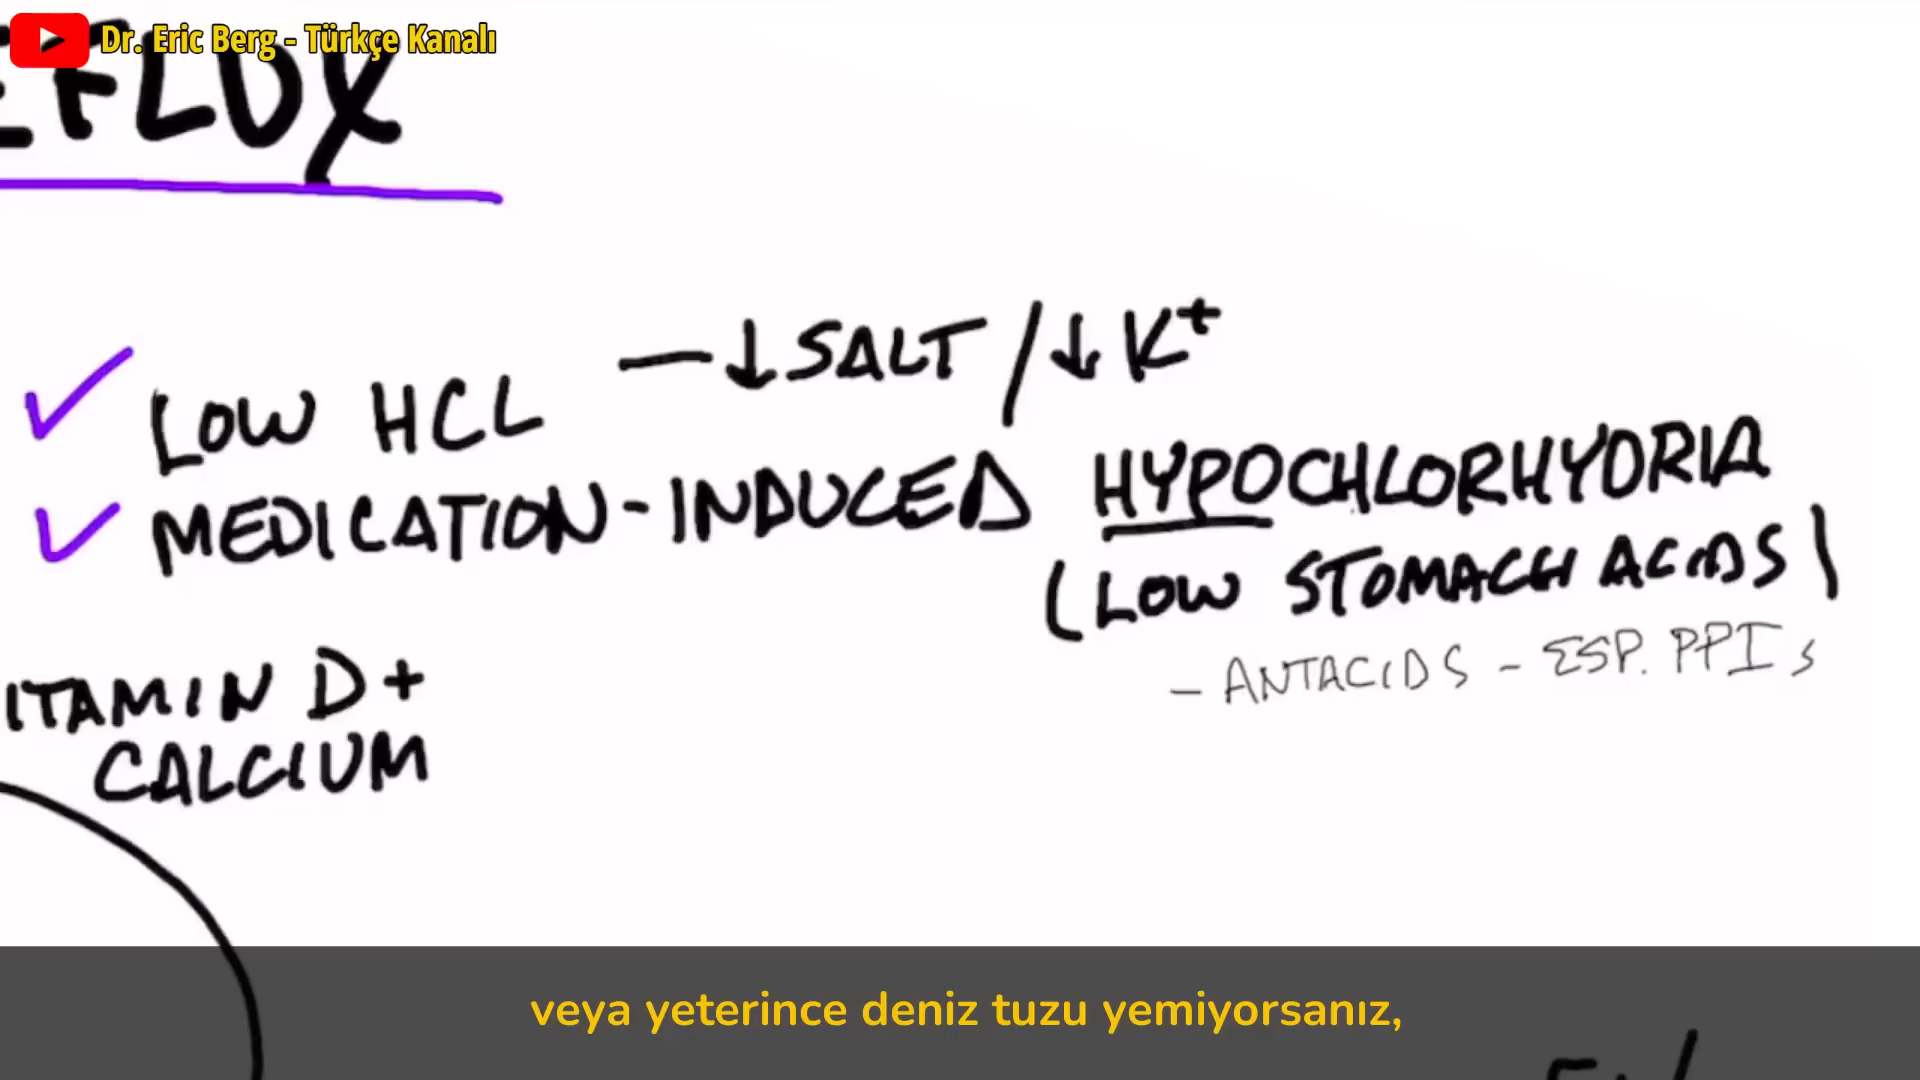 Dr. Eric Berg - Türkçe Kanalı
EFLUX
— ↓ SALT / ↓ K+
LOW HCL
MEDICATION-INDUCED HYPOCHLORHYDRIA
(LOW STOMACH ACIDS)
- ANTACIDS - ESP. PPIs
ITAMIN D +
CALCIUM
veya yeterince deniz tuzu yemiyorsanız,